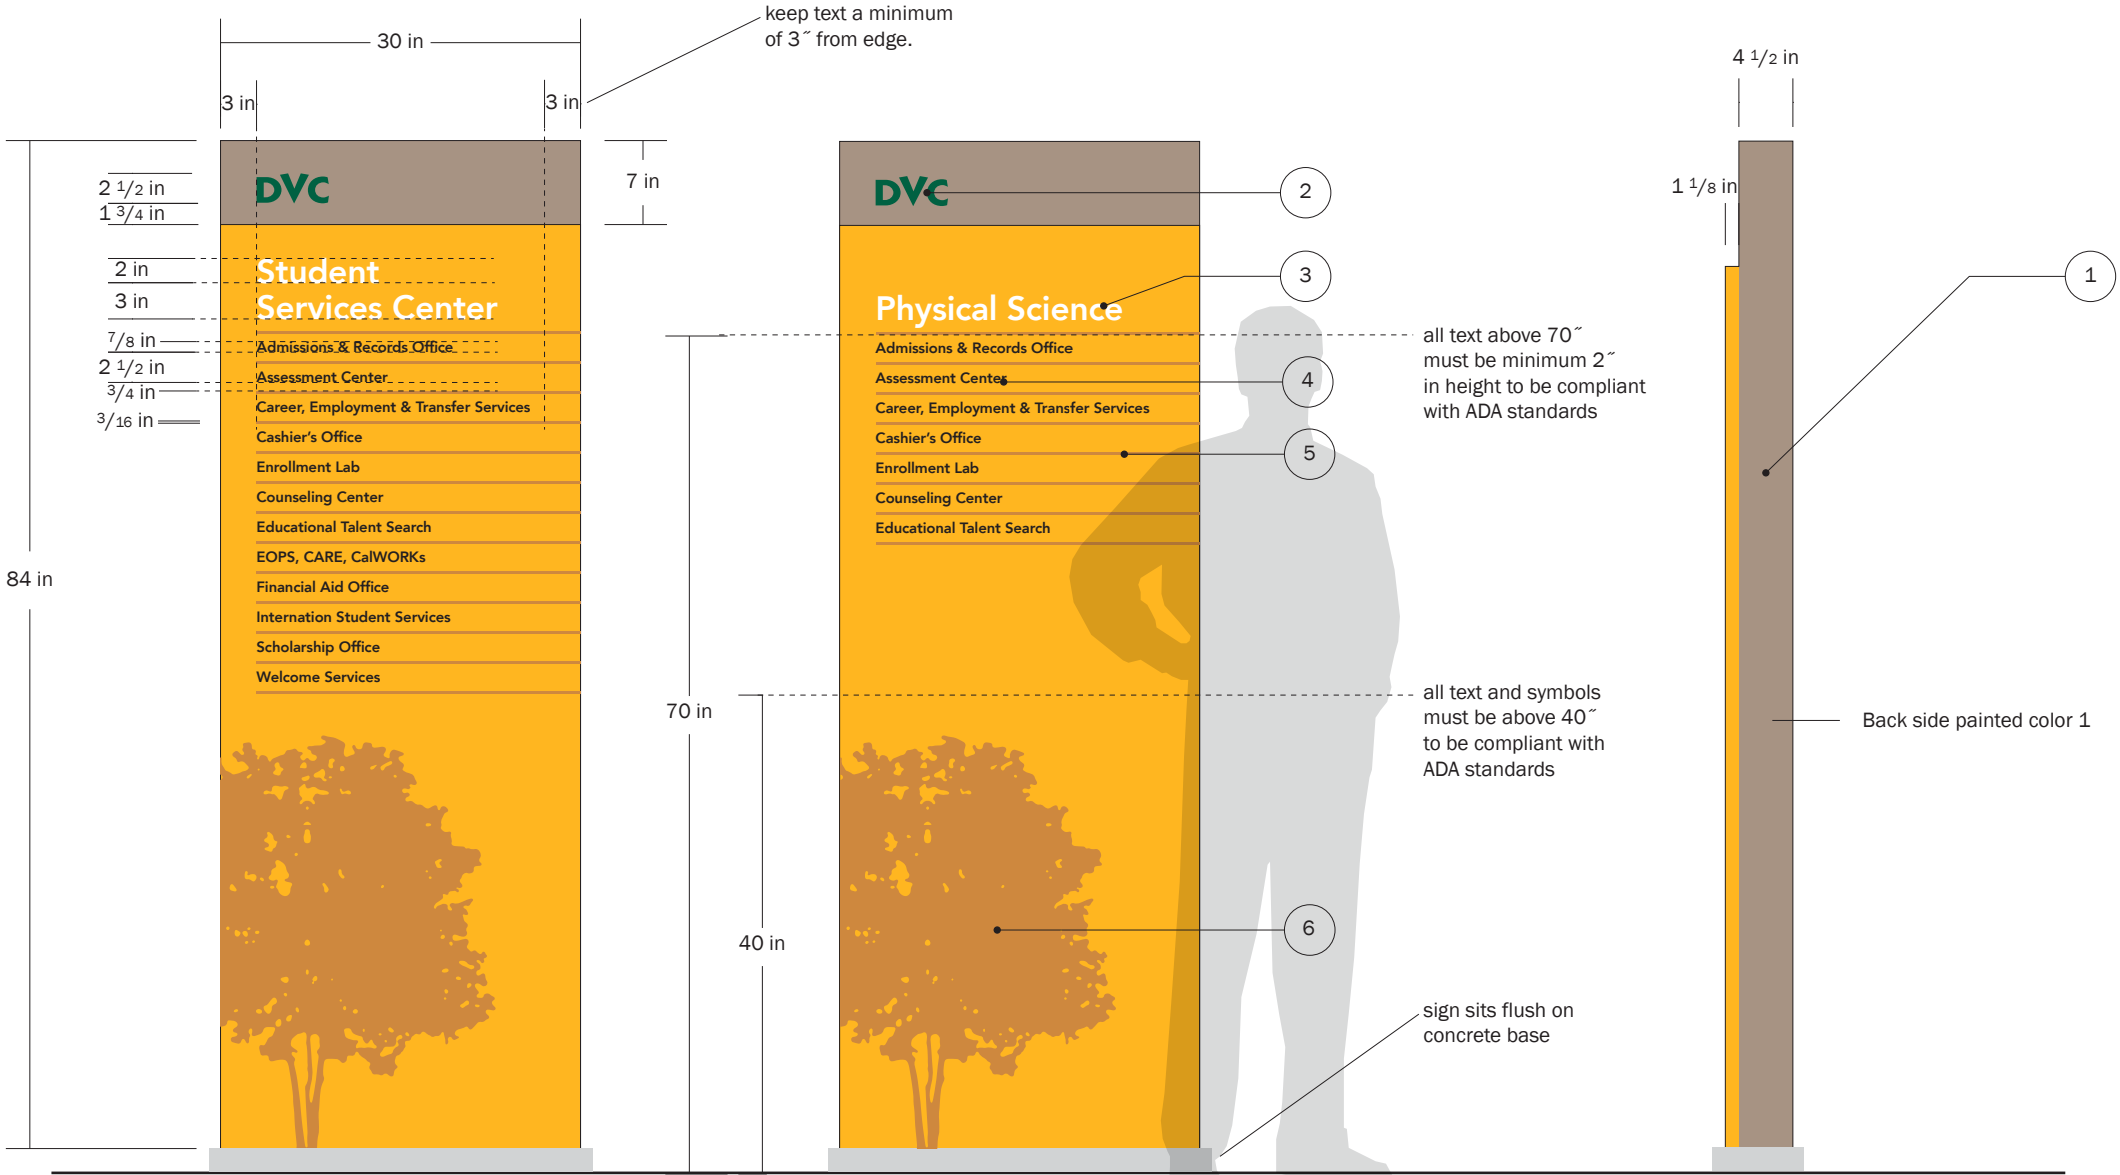 keep text a minimum
of 3˝ from edge.
30 in
3 in
3 in
4 1/2 in
7 in
2 1/2 in
1 3/4 in
1 1/8 in
DVC
DVC
2
2 in
3 in
7/8 in
2 1/2 in
3/4 in
3/16 in
84 in
Student
Services Center
Admissions & Records Office
Assessment Center
Career, Employment & Transfer Services
Cashier's Office
Enrollment Lab
Counseling Center
Educational Talent Search
EOPS, CARE, CalWORKs
Financial Aid Office
Internation Student Services
Scholarship Office
Welcome Services
70 in
40 in
Physical Science
Admissions & Records Office
Assessment Center
Career, Employment & Transfer Services
Cashier's Office
Enrollment Lab
Counseling Center
Educational Talent Search
3
4
5
6
all text above 70˝
must be minimum 2˝
in height to be compliant
with ADA standards
all text and symbols
must be above 40˝
to be compliant with
ADA standards
sign sits flush on
concrete base
1
Back side painted color 1